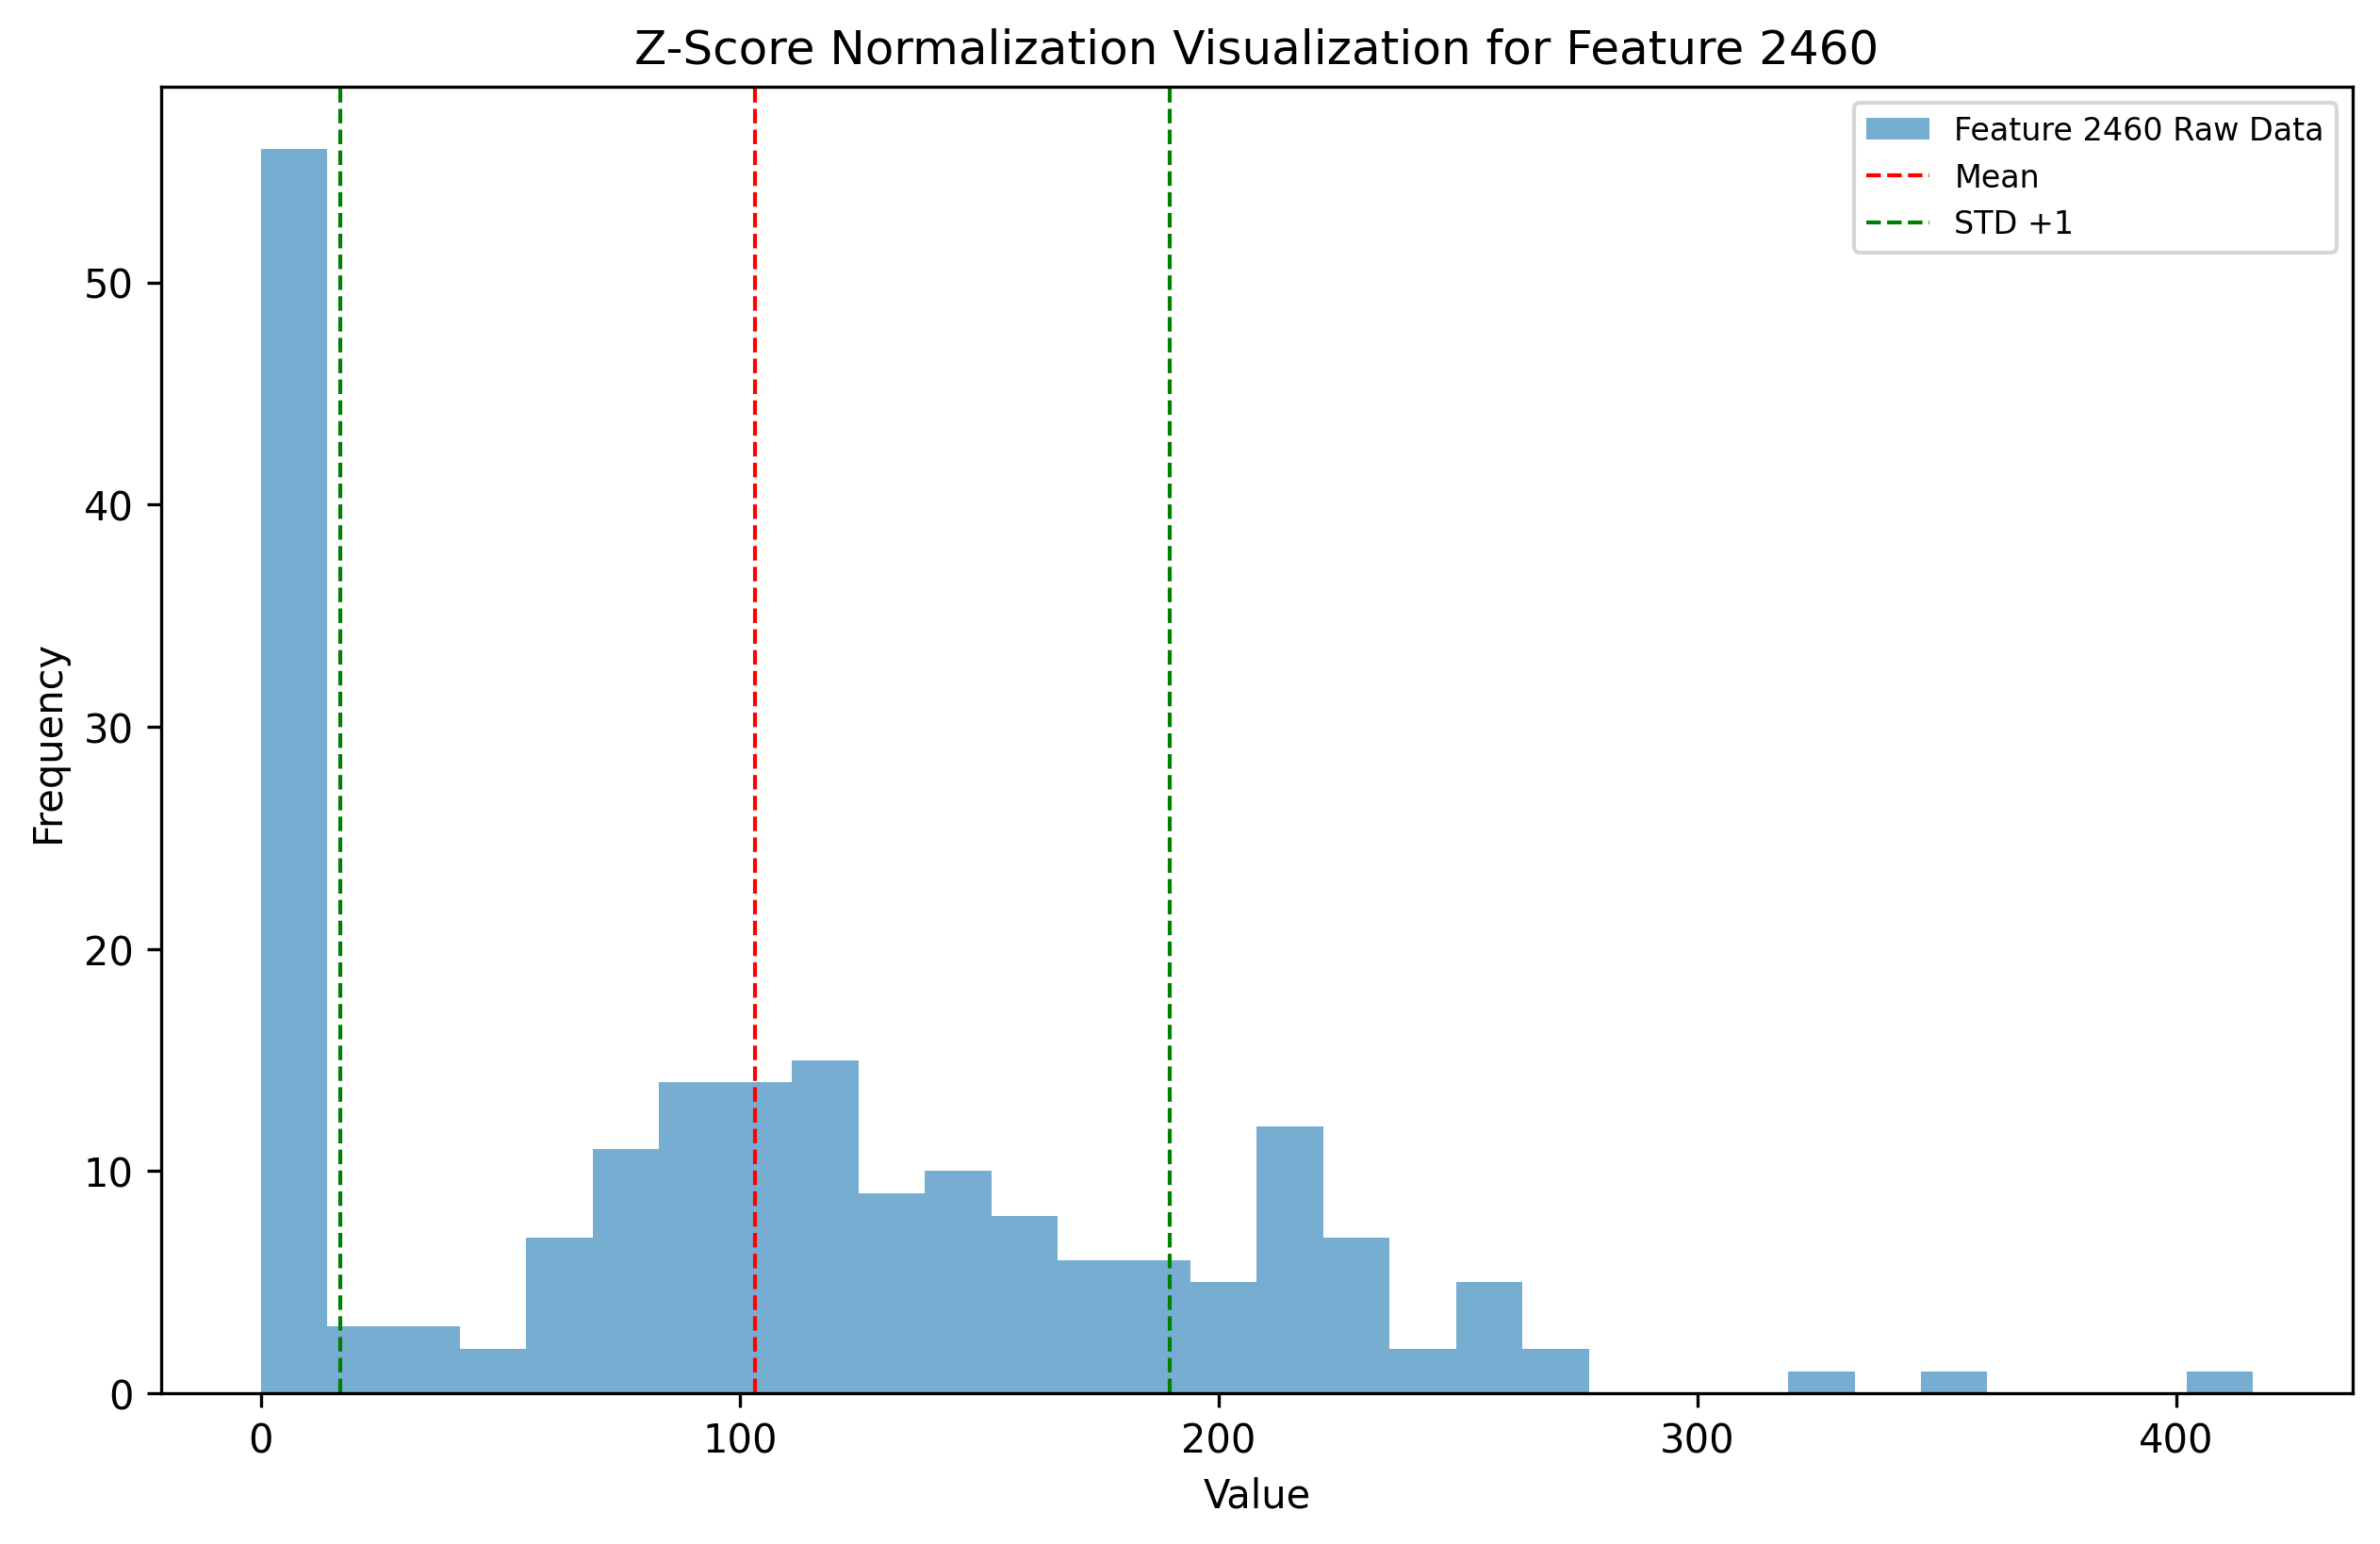 Z-Score Normalization Visualization for Feature 2460
Feature 2460 Raw Data
Mean
STD +1
50
40
30
20
10
0
Frequency
0 100 200 300 400
Value